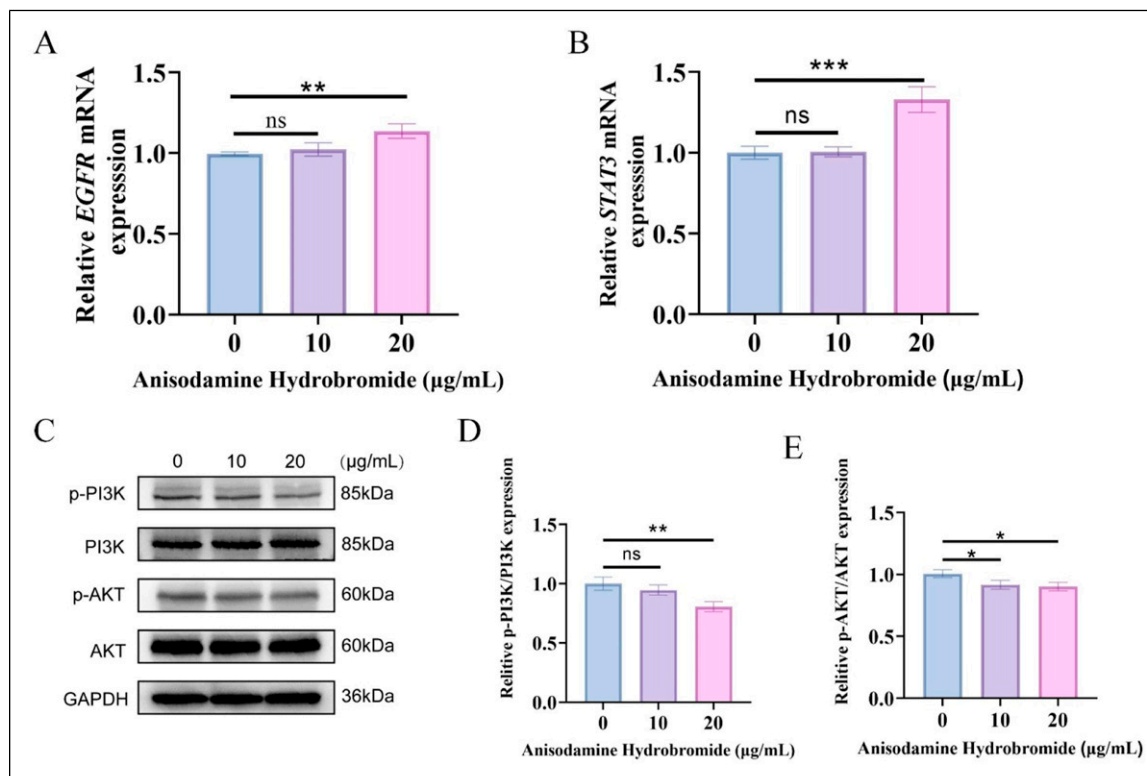 A
Relative EGFR mRNA
expresssion
1.5
1.0
0.5
0.0
**
ns
0
10
20
Anisodamine Hydrobromide (μg/mL)
B
Relative STAT3 mRNA
expresssion
1.5
1.0
0.5
0.0
***
ns
0
10
20
Anisodamine Hydrobromide (μg/mL)
C
0 10 20 (μg/mL)
p-PI3K 85kDa
PI3K 85kDa
p-AKT 60kDa
AKT 60kDa
GAPDH 36kDa
D
Relitive p-PI3K/PI3K expression
1.5
1.0
0.5
0.0
**
ns
0
10
20
Anisodamine Hydrobromide (μg/mL)
E
Relitive p-AKT/AKT expression
1.5
1.0
0.5
0.0
*
*
0
10
20
Anisodamine Hydrobromide (μg/mL)